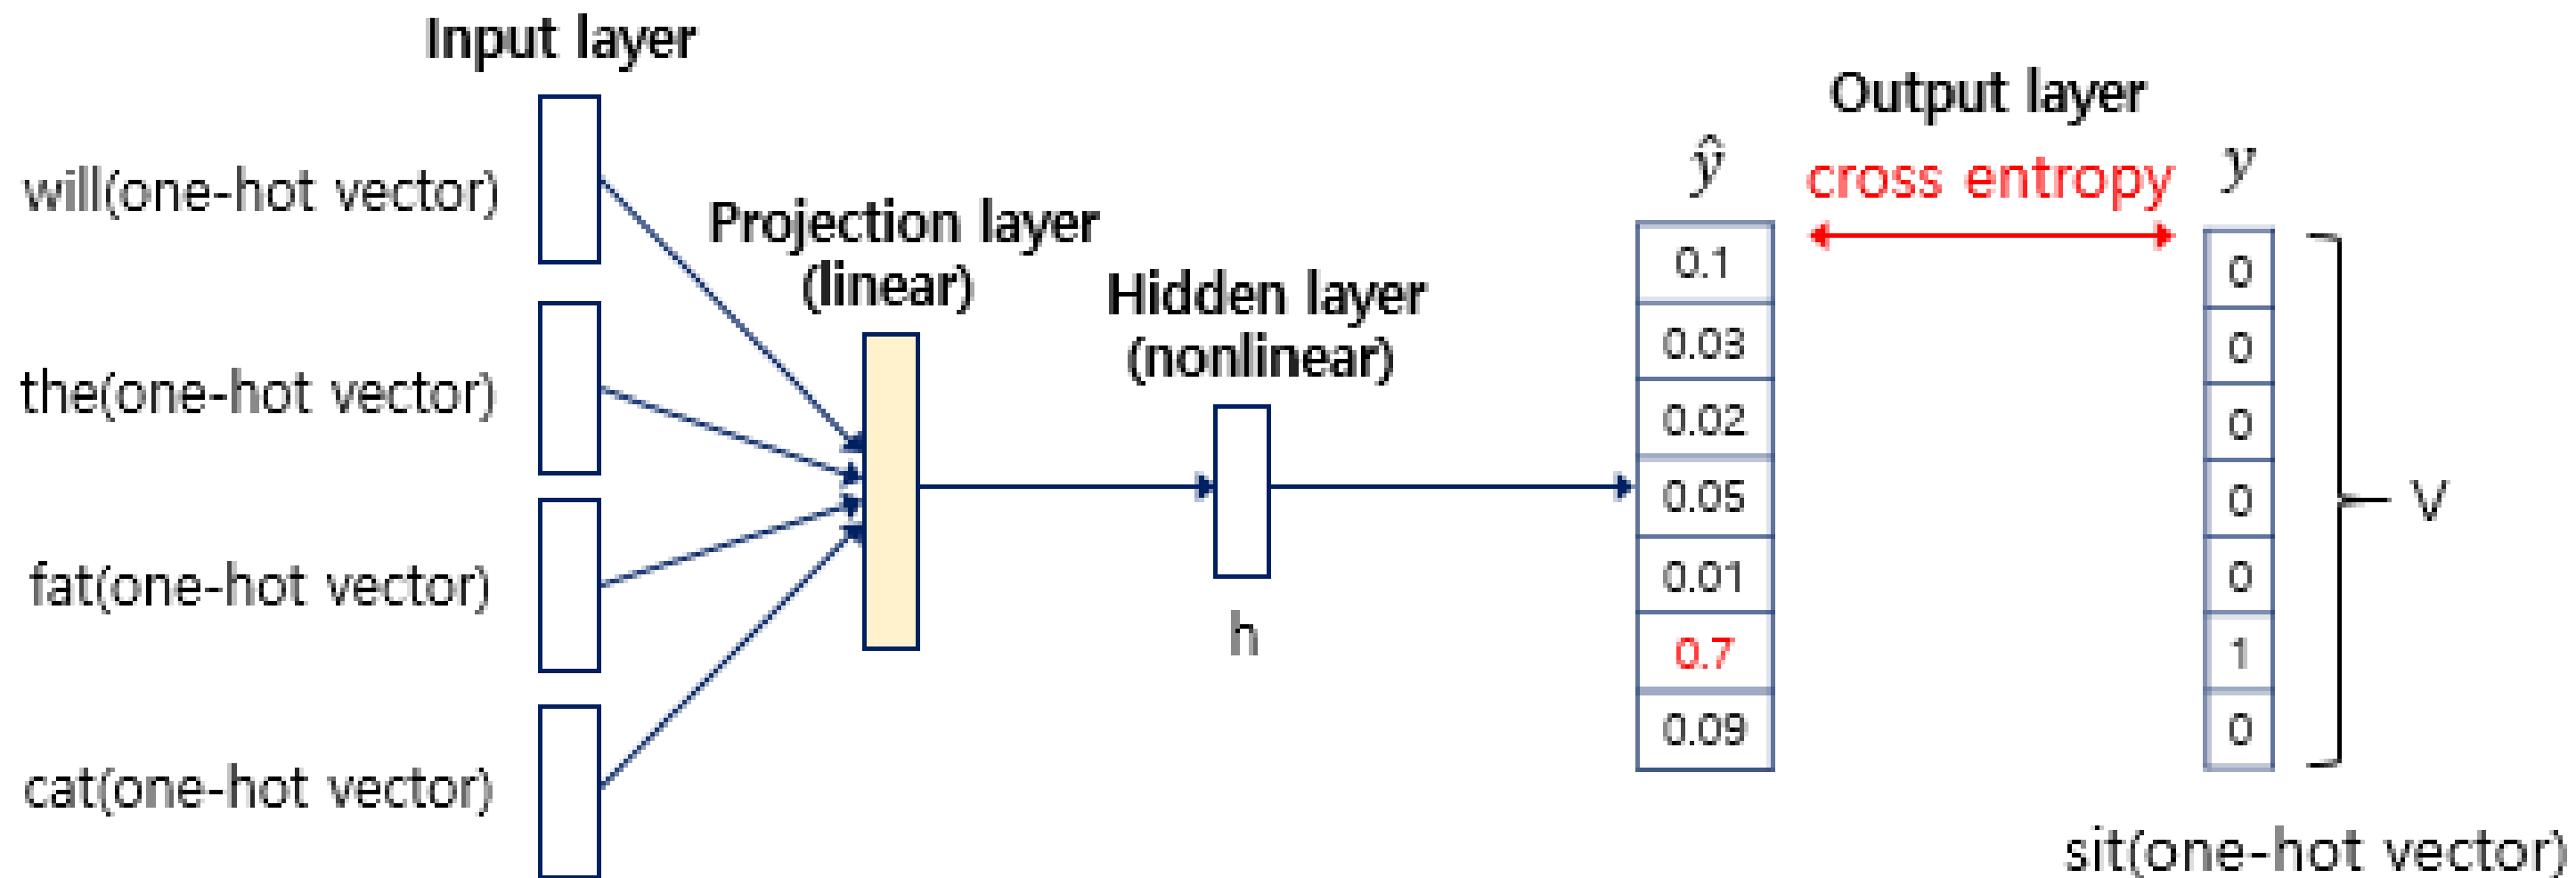 Input layer
will(one-hot vector)
the(one-hot vector)
fat(one-hot vector)
cat(one-hot vector)
Projection layer
(linear)
Hidden layer
(nonlinear)
h
Output layer
ŷ
cross entropy
y
0.1
0.03
0.02
0.05
0.01
0.7
0.09
0
0
0
0
0
1
0
V
sit(one-hot vector)